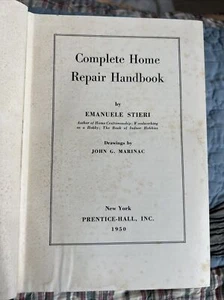 Complete Home
Repair Handbook
by
EMANUELE STIERI
Author of Home Craftsmanship; Woodworking
as a Hobby; The Book of Indoor Hobbies
Drawings by
JOHN G. MARINAC
New York
PRENTICE-HALL, INC.
1950